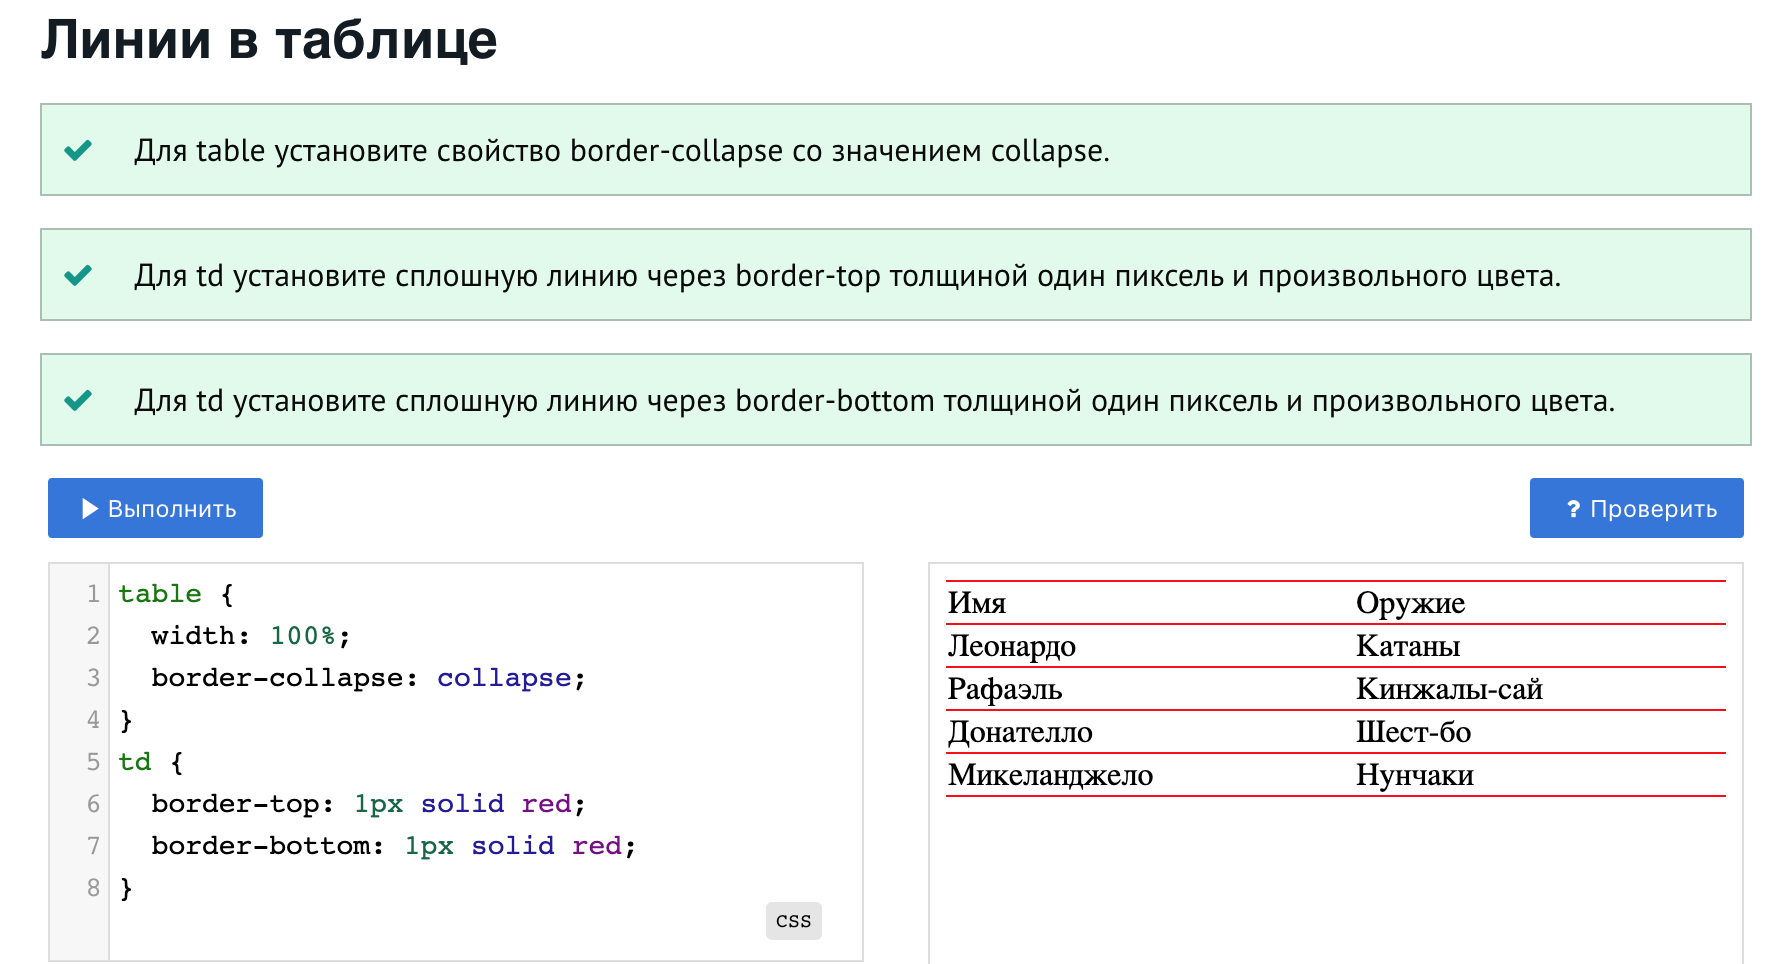 Линии в таблице
Для table установите свойство border-collapse со значением collapse.
Для td установите сплошную линию через border-top толщиной один пиксель и произвольного цвета.
Для td установите сплошную линию через border-bottom толщиной один пиксель и произвольного цвета.
Выполнить
? Проверить
1 table {
2 width: 100%;
3 border-collapse: collapse;
4 }
5 td {
6 border-top: 1px solid red;
7 border-bottom: 1px solid red;
8 }
css
Имя Оружие
Леонардо Катаны
Рафаэль Кинжалы-сай
Донателло Шест-бо
Микеланджело Нунчаки